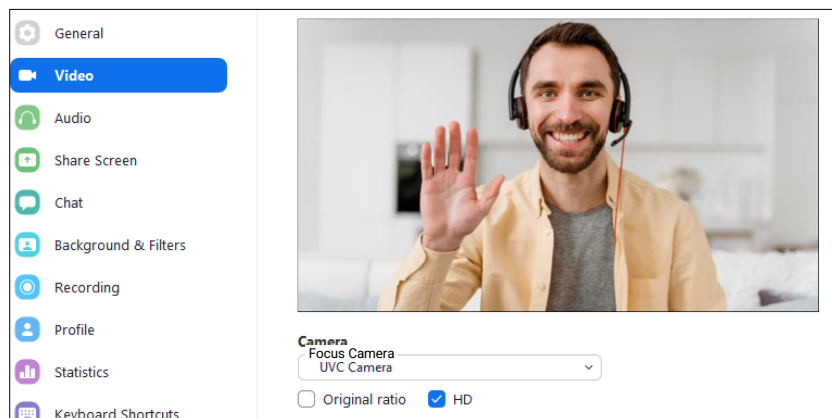 General
Video
Audio
Share Screen
Chat
Background & Filters
Recording
Profile
Statistics
Keyboard Shortcuts
Camera
Focus Camera
UVC Camera
Original ratio
HD